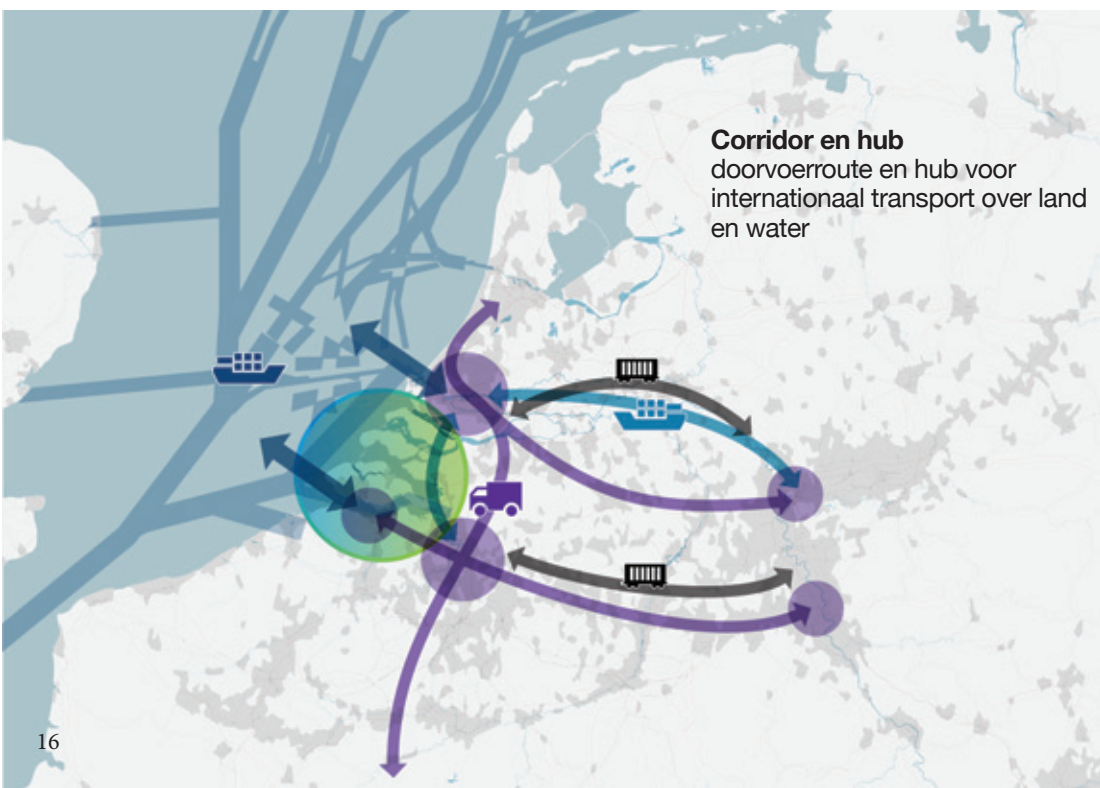 Corridor en hub
doorvoerroute en hub voor
internationaal transport over land
en water
16